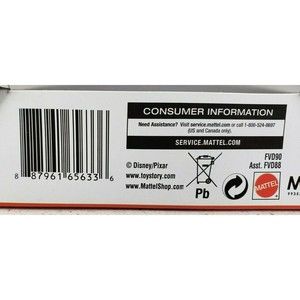 CONSUMER INFORMATION
Need Assistance? Visit service.mattel.com or call 1-800-524-8697
(US and Canada only).
SERVICE.MATTEL.COM
8 87961 65633 6
© Disney/Pixar
www.toystory.com
www.MattelShop.com
Pb
FVD90
Asst. FVD88
MATTEL
M